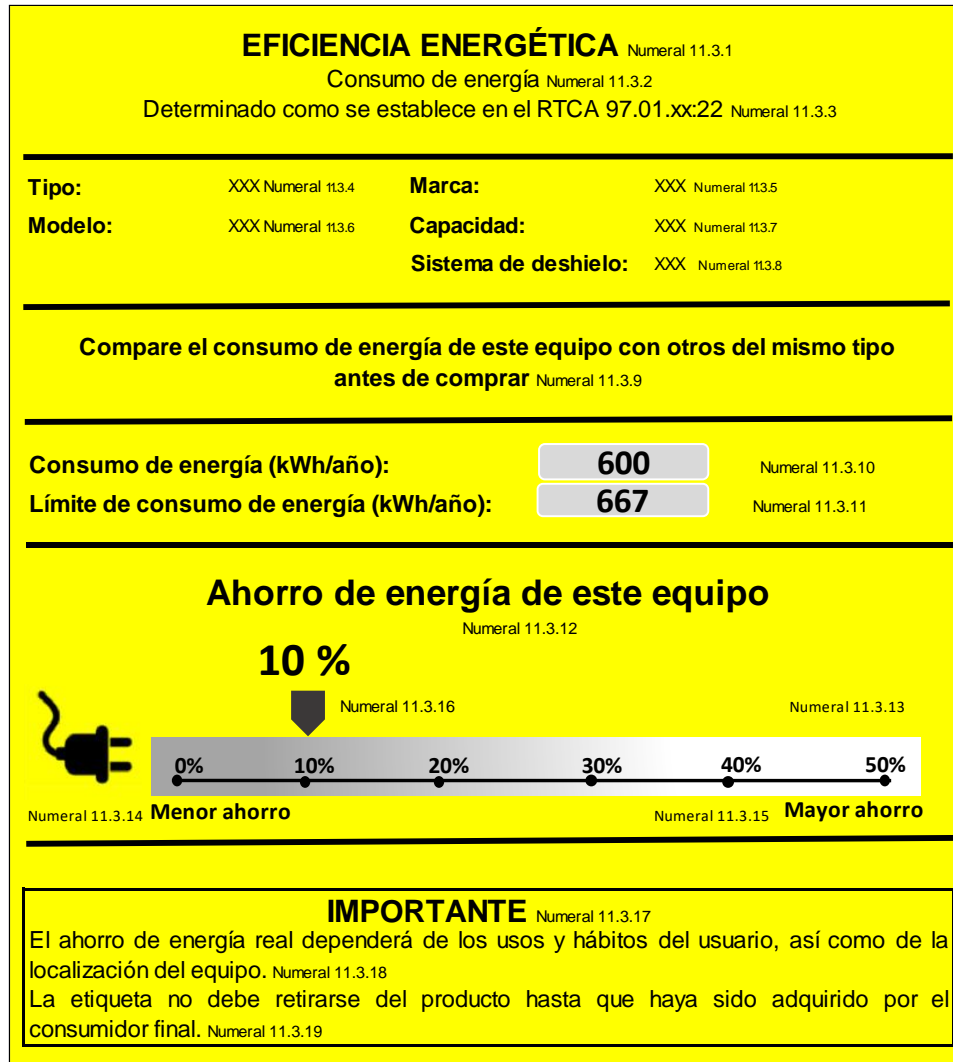 EFICIENCIA ENERGÉTICA Numeral 11.3.1
Consumo de energía Numeral 11.3.2
Determinado como se establece en el RTCA 97.01.xx:22 Numeral 11.3.3
Tipo: XXX Numeral 11.3.4 Marca: XXX Numeral 11.3.5
Modelo: XXX Numeral 11.3.6 Capacidad: XXX Numeral 11.3.7
Sistema de deshielo: XXX Numeral 11.3.8
Compare el consumo de energía de este equipo con otros del mismo tipo
antes de comprar Numeral 11.3.9
Consumo de energía (kWh/año): 600 Numeral 11.3.10
Límite de consumo de energía (kWh/año): 667 Numeral 11.3.11
Ahorro de energía de este equipo
Numeral 11.3.12
10 %
Numeral 11.3.16 Numeral 11.3.13
0% 10% 20% 30% 40% 50%
Numeral 11.3.14 Menor ahorro Numeral 11.3.15 Mayor ahorro
IMPORTANTE Numeral 11.3.17
El ahorro de energía real dependerá de los usos y hábitos del usuario, así como de la
localización del equipo. Numeral 11.3.18
La etiqueta no debe retirarse del producto hasta que haya sido adquirido por el
consumidor final. Numeral 11.3.19